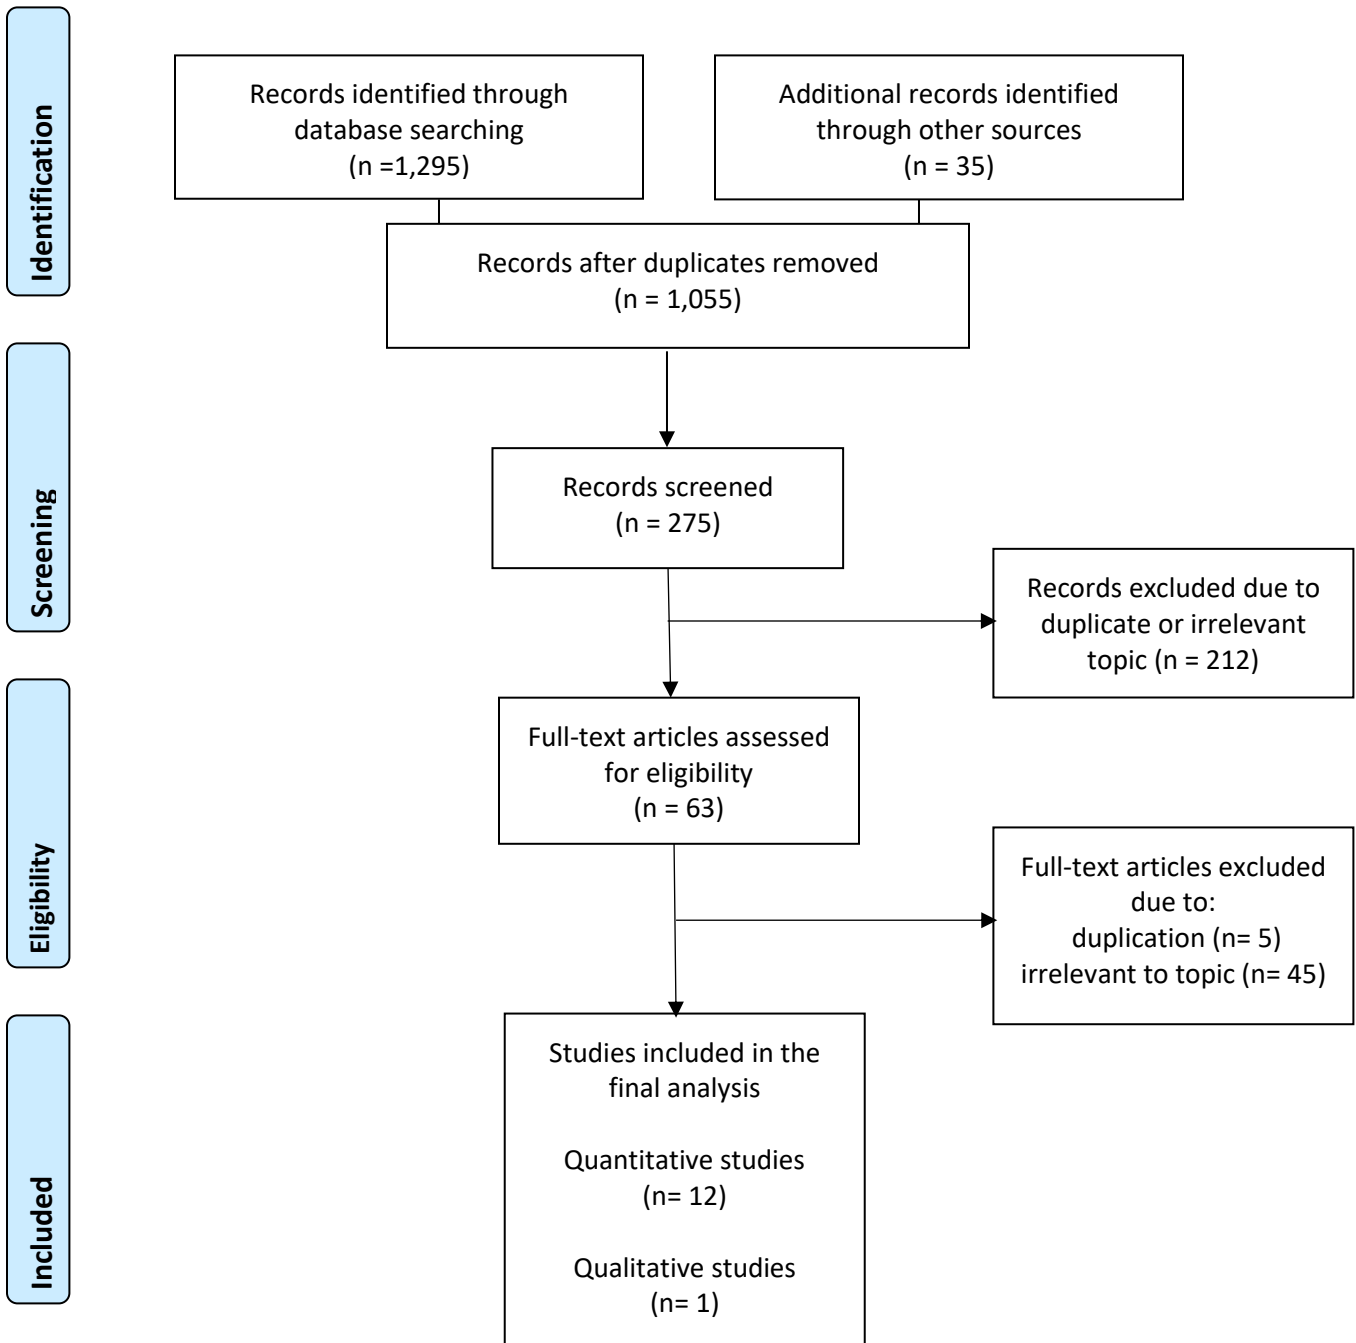 Identification
Records identified through
database searching
(n =1,295)
Additional records identified
through other sources
(n = 35)
Records after duplicates removed
(n = 1,055)
Screening
Records screened
(n = 275)
Records excluded due to
duplicate or irrelevant
topic (n = 212)
Eligibility
Full-text articles assessed
for eligibility
(n = 63)
Full-text articles excluded
due to:
duplication (n= 5)
irrelevant to topic (n= 45)
Included
Studies included in the
final analysis
Quantitative studies
(n= 12)
Qualitative studies
(n= 1)